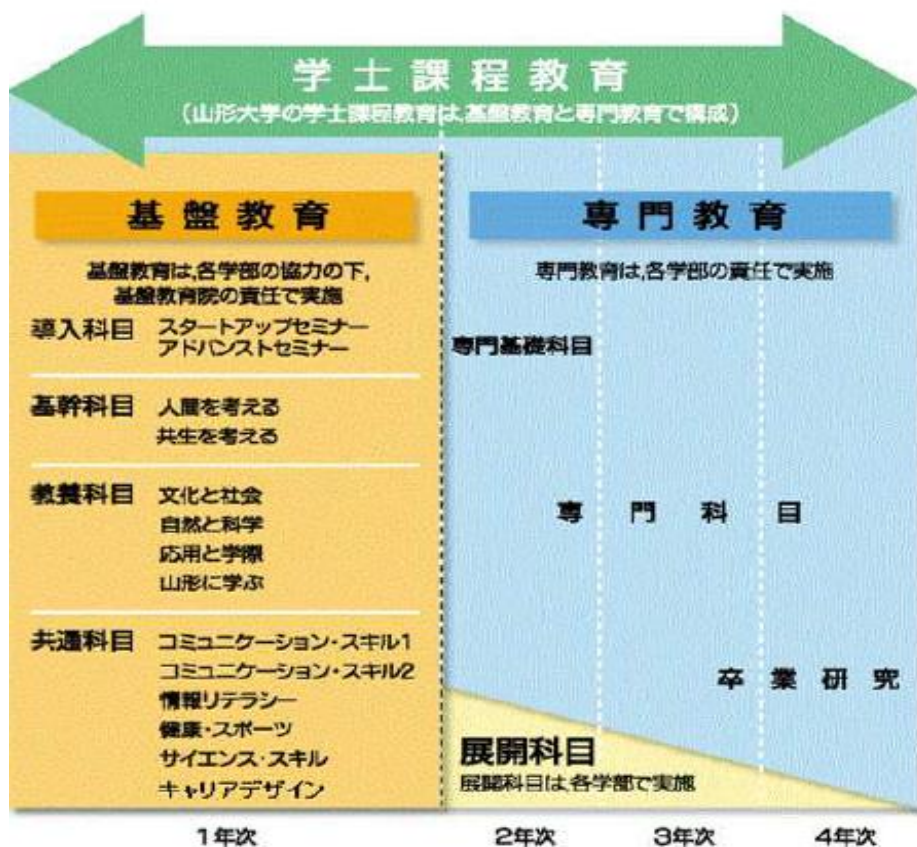 学士課程教育
(山形大学の学士課程教育は,基盤教育と専門教育で構成)
基盤教育
基盤教育は,各学部の協力の下,
基盤教育院の責任で実施
導入科目 スタートアップセミナー
アドバンストセミナー
基幹科目 人間を考える
共生を考える
教養科目 文化と社会
自然と科学
応用と学際
山形に学ぶ
共通科目 コミュニケーション・スキル1
コミュニケーション・スキル2
情報リテラシー
健康・スポーツ
サイエンス・スキル
キャリアデザイン
専門教育
専門教育は,各学部の責任で実施
専門基礎科目
専門科目
卒業研究
展開科目
展開科目は,各学部で実施
1年次 2年次 3年次 4年次